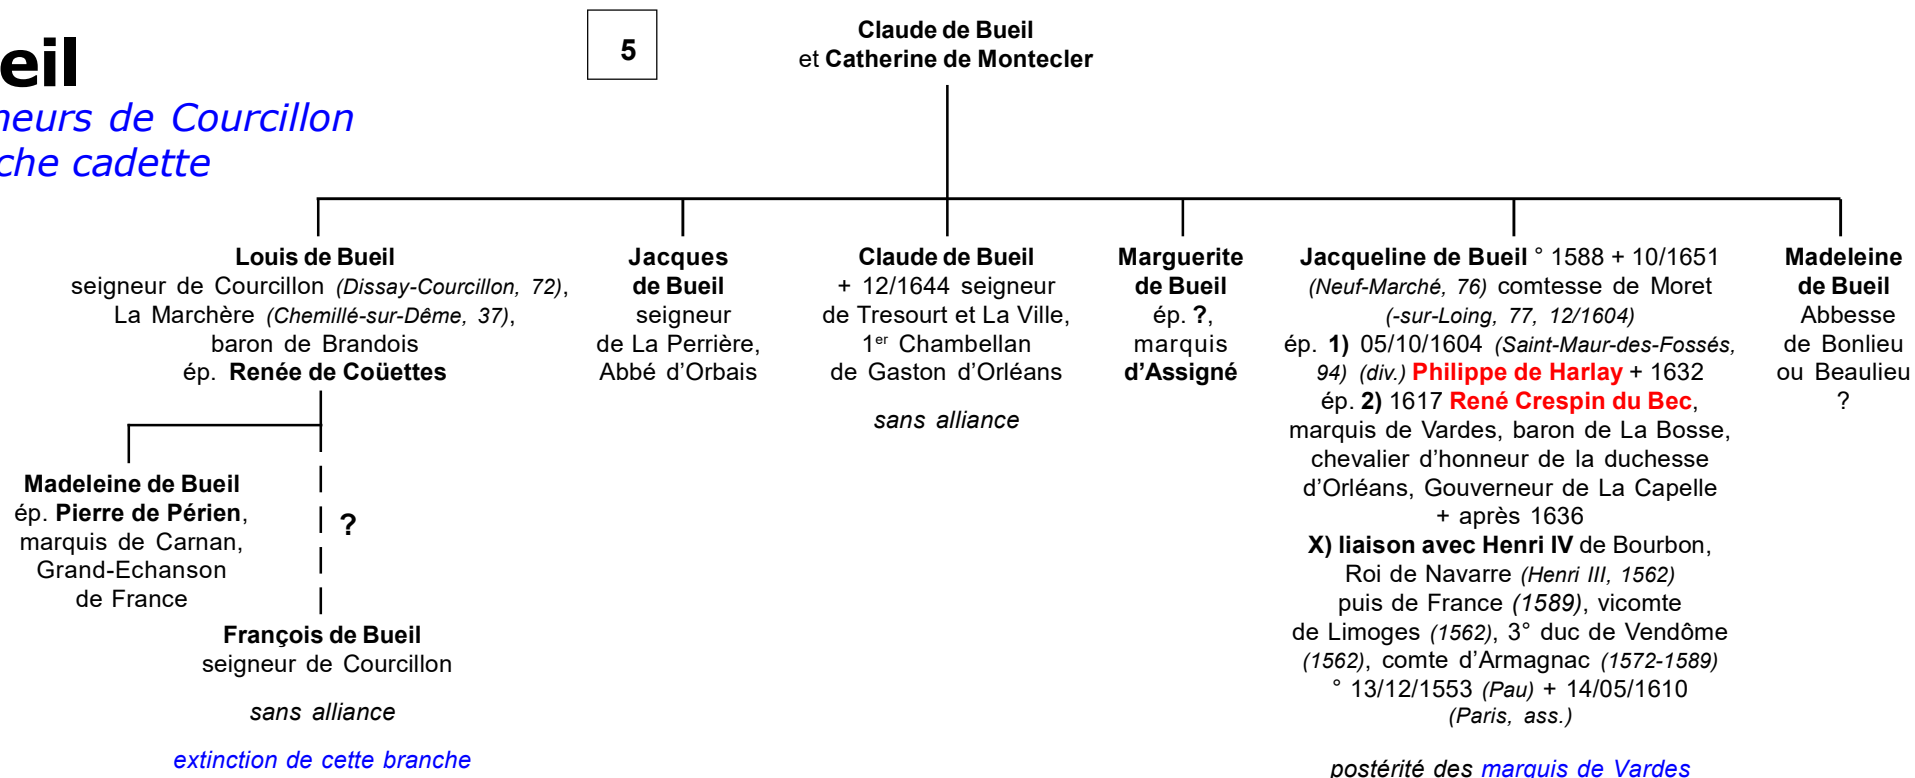 eil
neurs de Courcillon
che cadette
5
Claude de Bueil
et Catherine de Montecler
Louis de Bueil
seigneur de Courcillon (Dissay-Courcillon, 72),
La Marchère (Chemillé-sur-Dême, 37),
baron de Brandois
ép. Renée de Coüettes
Jacques
de Bueil
seigneur
de La Perrière,
Abbé d'Orbais
Claude de Bueil
+ 12/1644 seigneur
de Tresourt et La Ville,
1er Chambellan
de Gaston d'Orléans
sans alliance
Marguerite
de Bueil
ép. ?,
marquis
d'Assigné
Jacqueline de Bueil ° 1588 + 10/1651
(Neuf-Marché, 76) comtesse de Moret
(-sur-Loing, 77, 12/1604)
ép. 1) 05/10/1604 (Saint-Maur-des-Fossés,
94) (div.) Philippe de Harlay + 1632
ép. 2) 1617 René Crespin du Bec,
marquis de Vardes, baron de La Bosse,
chevalier d'honneur de la duchesse
d'Orléans, Gouverneur de La Capelle
+ après 1636
X) liaison avec Henri IV de Bourbon,
Roi de Navarre (Henri III, 1562)
puis de France (1589), vicomte
de Limoges (1562), 3° duc de Vendôme
(1562), comte d'Armagnac (1572-1589)
° 13/12/1553 (Pau) + 14/05/1610
(Paris, ass.)
postérité des marquis de Vardes
Madeleine
de Bueil
Abbesse
de Bonlieu
ou Beaulieu
?
Madeleine de Bueil
ép. Pierre de Périen,
marquis de Carnan,
Grand-Echanson
de France
?
François de Bueil
seigneur de Courcillon
sans alliance
extinction de cette branche